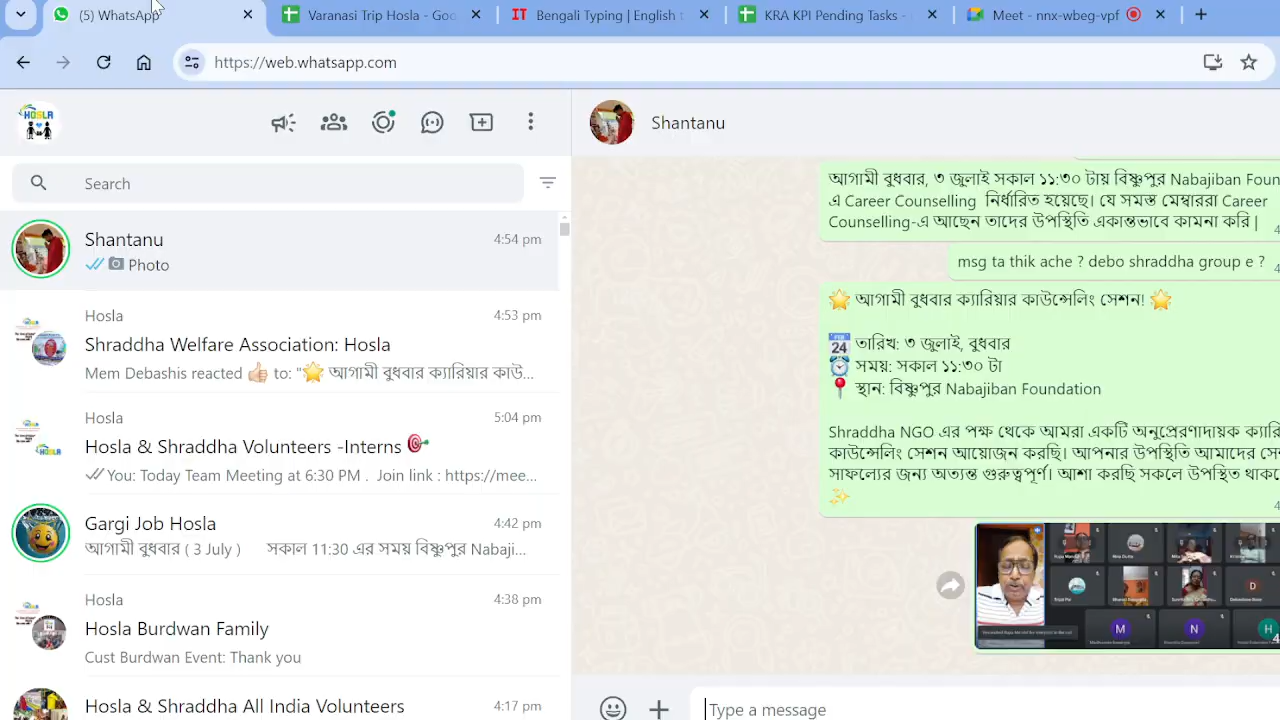 (5) WhatsApp
Varanasi Trip Hosla - Goo
Bengali Typing | English t
KRA KPI Pending Tasks -
Meet - nnx-wbeg-vpf
https://web.whatsapp.com
HOSLA
Shantanu
Search
Shantanu
4:54 pm
Photo
Hosla
4:53 pm
Shraddha Welfare Association: Hosla
Mem Debashis reacted 👍🏼 to: "🌟 আগামী বুধবার ক্যারিয়ার কাউ...
Hosla
5:04 pm
Hosla & Shraddha Volunteers -Interns 🎯
You: Today Team Meeting at 6:30 PM . Join link : https://mee...
Gargi Job Hosla
4:42 pm
আগামী বুধবার ( 3 July ) সকাল 11:30 এর সময় বিষ্ণুপুর Nabaji...
Hosla
4:38 pm
Hosla Burdwan Family
Cust Burdwan Event: Thank you
Hosla & Shraddha All India Volunteers
4:17 pm
আগামী বুধবার, ৩ জুলাই সকাল ১১:৩০ টায় বিষ্ণুপুর Nabajiban Foun
এ Career Counselling নির্ধারিত হয়েছে। যে সমস্ত মেম্বাররা Career
Counselling-এ আছেন তাদের উপস্থিতি একান্তভাবে কামনা করি |
msg ta thik ache ? debo shraddha group e ?
🌟 আগামী বুধবার ক্যারিয়ার কাউন্সেলিং সেশন! 🌟
📅 তারিখ: ৩ জুলাই, বুধবার
⏰ সময়: সকাল ১১:৩০ টা
📍 স্থান: বিষ্ণুপুর Nabajiban Foundation
Shraddha NGO এর পক্ষ থেকে আমরা একটি অনুপ্রেরণাদায়ক ক্যারি
কাউন্সেলিং সেশন আয়োজন করছি। আপনার উপস্থিতি আমাদের সে
সাফল্যের জন্য অত্যন্ত গুরুত্বপূর্ণ। আশা করছি সকলে উপস্থিত থাক
✨
M
N
D
H
Type a message